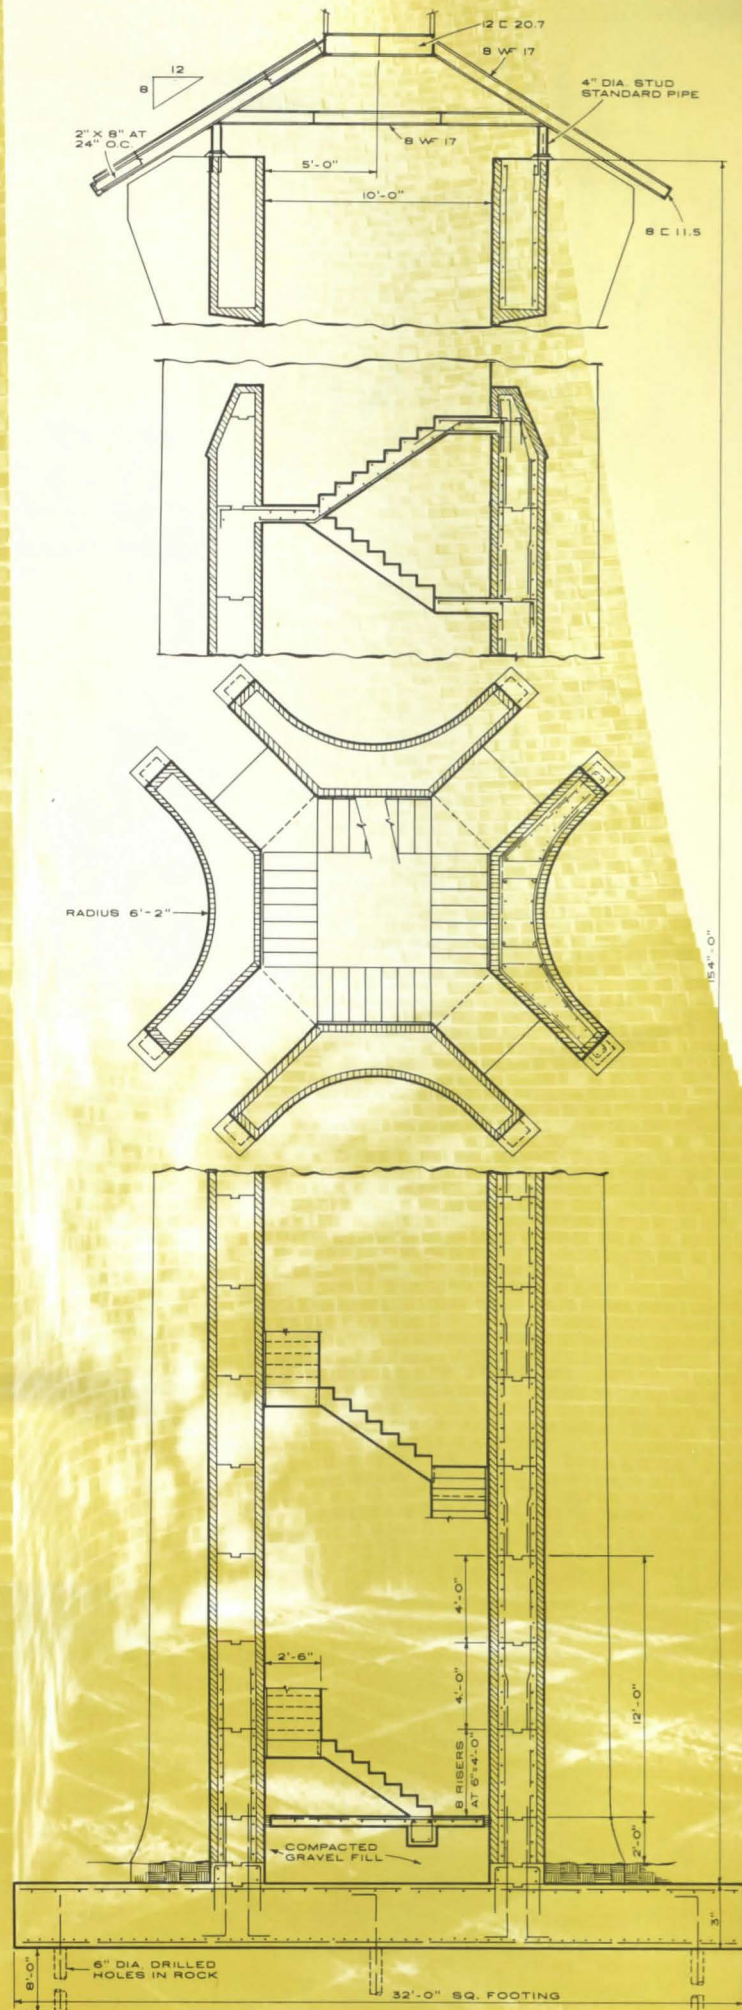 12 ⊏ 20.7
8 WF 17
12
8
4" DIA. STUD
STANDARD PIPE
2" X 8" AT
24" O.C.
8 WF 17
5'-0"
10'-0"
8 ⊏ 11.5
RADIUS 6'-2"
154'-0"
4'-0"
2'-6"
4'-0"
12'-0"
8 RISERS
AT 6"=4'-0"
2'-0"
COMPACTED
GRAVEL FILL
3"
8'-0"
6" DIA. DRILLED
HOLES IN ROCK
32'-0" SQ. FOOTING